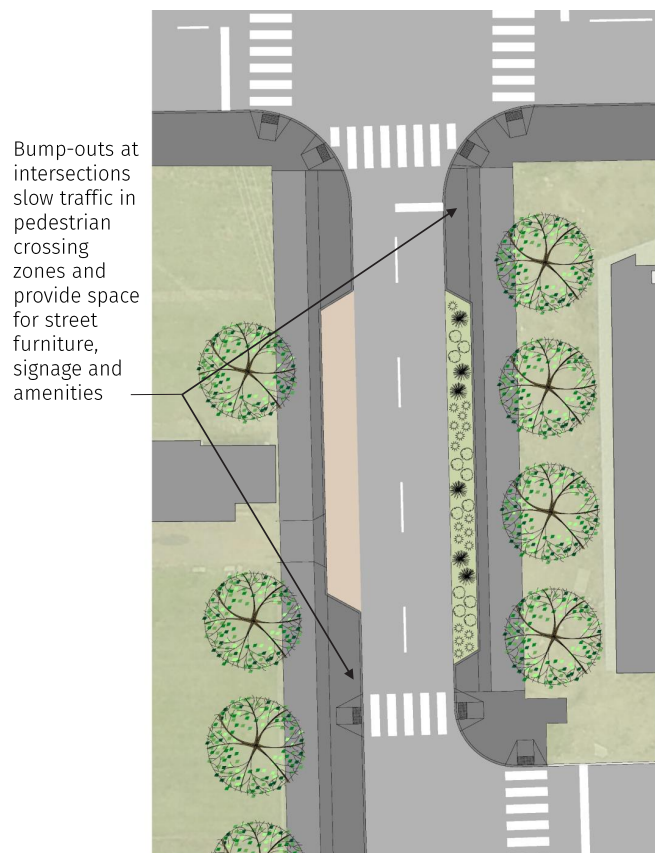 Bump-outs at
intersections
slow traffic in
pedestrian
crossing
zones and
provide space
for street
furniture,
signage and
amenities